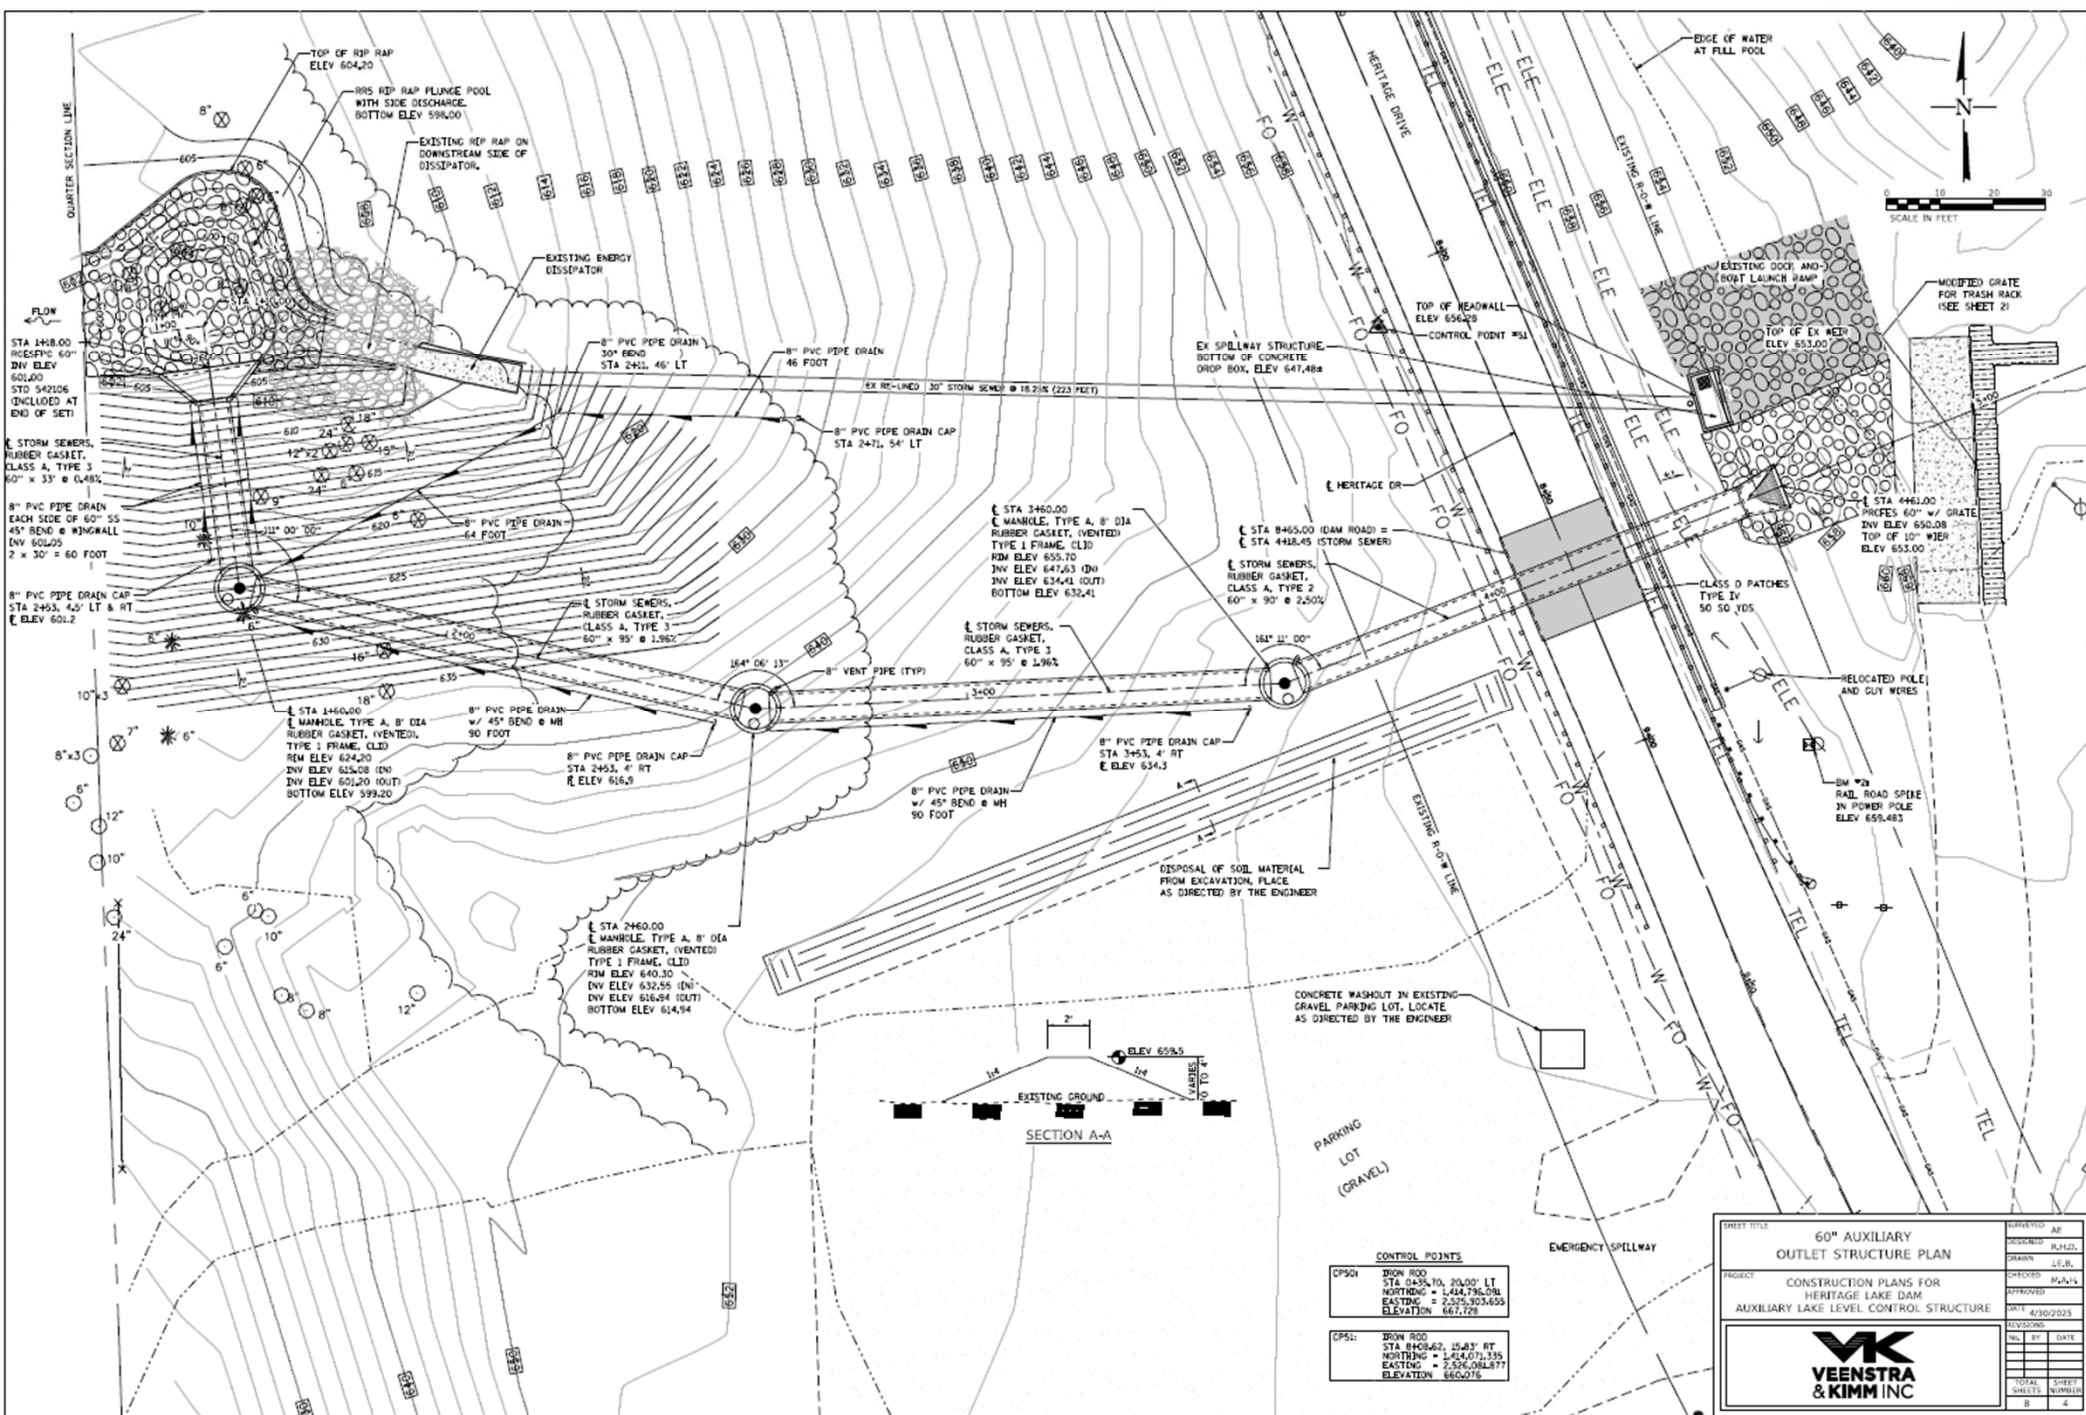 TOP OF RIP RAP
ELEV 604.20
RR5 RIP RAP PLUNGE POOL
WITH SIDE DISCHARGE.
BOTTOM ELEV 598.00
EXISTING RIP RAP ON
DOWNSTREAM SIDE OF
DISSIPATOR.
EXISTING ENERGY
DISSIPATOR
QUARTER SECTION LINE
FLOW
STA 1+18.00
RCESFPC 60"
INV ELEV
601.00
STD 542106
(INCLUDED AT
END OF SET)
℄ STORM SEWERS,
RUBBER GASKET,
CLASS A, TYPE 3
60" x 33' @ 0.48%
8" PVC PIPE DRAIN
EACH SIDE OF 60" SS
45° BEND @ WINGWALL
INV 601.05
2 x 30' = 60 FOOT
8" PVC PIPE DRAIN CAP
STA 2+53, 4.5' LT & RT
℄ ELEV 601.2
8" PVC PIPE DRAIN
30° BEND
STA 2+11, 46' LT
8" PVC PIPE DRAIN
46 FOOT
8" PVC PIPE DRAIN CAP
STA 2+71, 54' LT
8" PVC PIPE DRAIN
64 FOOT
111° 00' 00"
EX RE-LINED 30" STORM SEWER @ 18.25% (223 FEET)
℄ STORM SEWERS,
RUBBER GASKET,
CLASS A, TYPE 3
60" x 95' @ 1.96%
2+00
164° 06' 13"
8" VENT PIPE (TYP)
℄ STA 1+60.00
℄ MANHOLE, TYPE A, 8' DIA
RUBBER GASKET, (VENTED),
TYPE 1 FRAME, CLID
RIM ELEV 624.20
INV ELEV 615.08 (IN)
INV ELEV 601.20 (OUT)
BOTTOM ELEV 599.20
8" PVC PIPE DRAIN
w/ 45° BEND @ MH
90 FOOT
8" PVC PIPE DRAIN CAP
STA 2+53, 4' RT
℄ ELEV 616.9
℄ STA 2+60.00
℄ MANHOLE, TYPE A, 8' DIA
RUBBER GASKET, (VENTED)
TYPE 1 FRAME, CLID
RIM ELEV 640.30
INV ELEV 632.55 (IN)
INV ELEV 616.94 (OUT)
BOTTOM ELEV 614.94
℄ STORM SEWERS,
RUBBER GASKET,
CLASS A, TYPE 3
60" x 95' @ 1.96%
3+00
℄ STA 3+60.00
℄ MANHOLE, TYPE A, 8' DIA
RUBBER GASKET, (VENTED)
TYPE 1 FRAME, CLID
RIM ELEV 655.70
INV ELEV 647.63 (IN)
INV ELEV 634.41 (OUT)
BOTTOM ELEV 632.41
161° 11' 00"
8" PVC PIPE DRAIN CAP
STA 3+53, 4' RT
℄ ELEV 634.3
8" PVC PIPE DRAIN
w/ 45° BEND @ MH
90 FOOT
℄ STA 8+65.00 (DAM ROAD) =
℄ STA 4+18.45 (STORM SEWER)
℄ STORM SEWERS,
RUBBER GASKET,
CLASS A, TYPE 2
60" x 90' @ 2.50%
4+00
℄ HERITAGE DR
HERITAGE DRIVE
EX SPILLWAY STRUCTURE,
BOTTOM OF CONCRETE
DROP BOX, ELEV 647.48±
TOP OF HEADWALL
ELEV 656.28
CONTROL POINT #51
EDGE OF WATER
AT FULL POOL
N
0 10 20 30
SCALE IN FEET
EXISTING R-O-W LINE
EXISTING DOCK AND
BOAT LAUNCH RAMP
TOP OF EX WEIR
ELEV 653.00
MODIFIED GRATE
FOR TRASH RACK
(SEE SHEET 2)
℄ STA 4+61.00
PRCFES 60" w/ GRATE
INV ELEV 650.08
TOP OF 10" WIER
ELEV 653.00
CLASS D PATCHES
TYPE IV
50 SQ YDS
RELOCATED POLE
AND GUY WIRES
RAIL ROAD SPIKE
IN POWER POLE
ELEV 659.483
EXISTING R-O-W LINE
DISPOSAL OF SOIL MATERIAL
FROM EXCAVATION, PLACE
AS DIRECTED BY THE ENGINEER
CONCRETE WASHOUT IN EXISTING
GRAVEL PARKING LOT, LOCATE
AS DIRECTED BY THE ENGINEER
2'
ELEV 659.5
1:4
1:4
EXISTING GROUND
SECTION A-A
PARKING
LOT
(GRAVEL)
EMERGENCY SPILLWAY
CONTROL POINTS
CP50: IRON ROD
STA 0+35.70, 20.00' LT
NORTHING = 1,414,796.091
EASTING = 2,525,903.655
ELEVATION 667.728
CP51: IRON ROD
STA 8+08.62, 15.83' RT
NORTHING = 1,414,071.335
EASTING = 2,526,081.877
ELEVATION 660.076
SHEET TITLE
60" AUXILIARY
OUTLET STRUCTURE PLAN
PROJECT
CONSTRUCTION PLANS FOR
HERITAGE LAKE DAM
AUXILIARY LAKE LEVEL CONTROL STRUCTURE
SURVEYED AE
DESIGNED R.H.D.
DRAWN J.E.B.
CHECKED M.A.H.
APPROVED
DATE 4/30/2025
REVISIONS
No. BY DATE
TOTAL SHEETS
SHEET NUMBER
8 4
VK
VEENSTRA
& KIMM INC